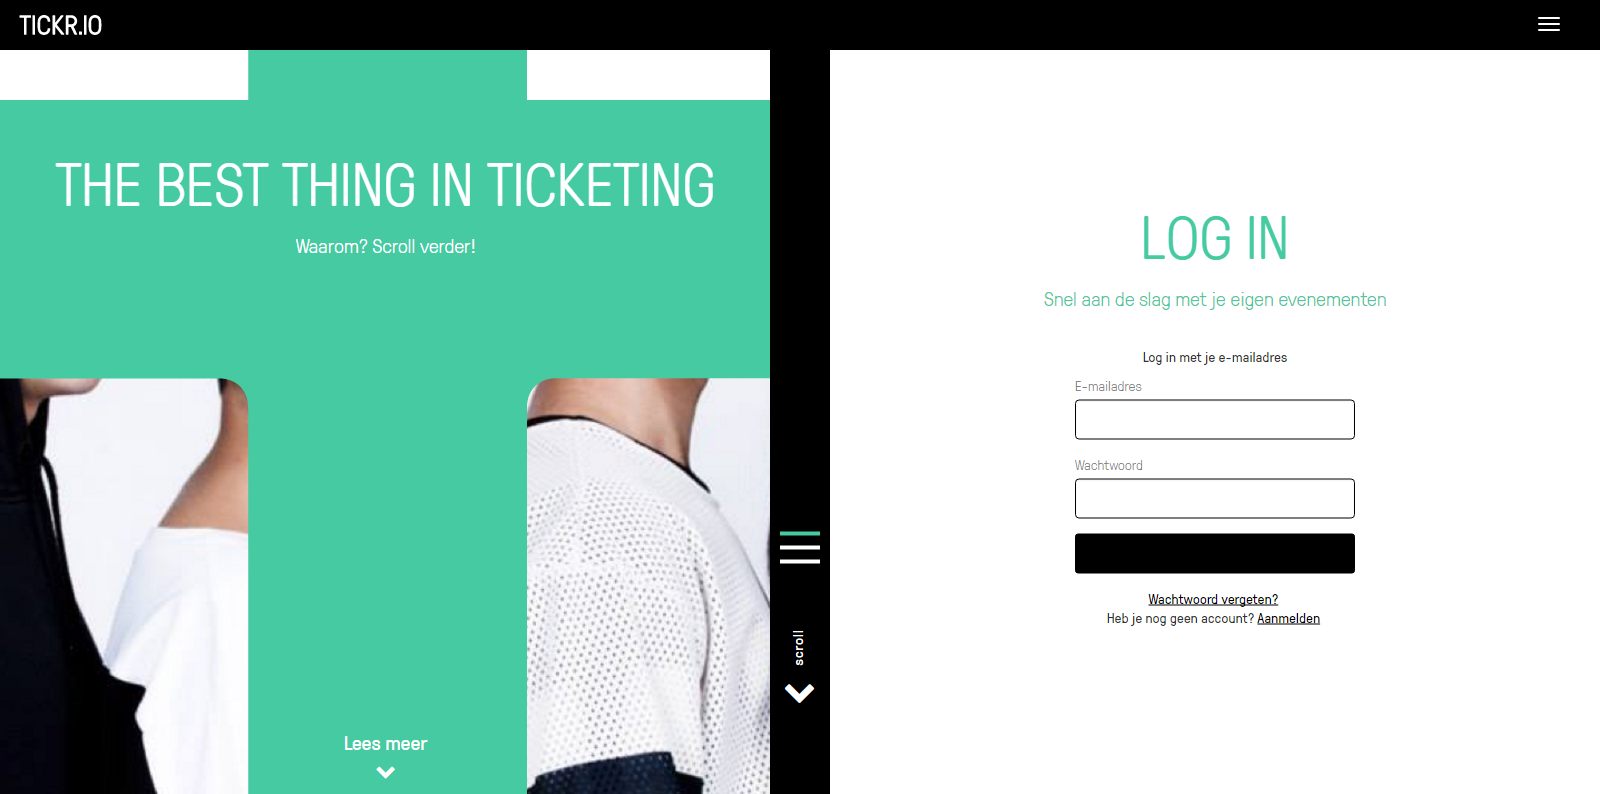 TICKR.IO
THE BEST THING IN TICKETING
Waarom? Scroll verder!
Lees meer
scroll
LOG IN
Snel aan de slag met je eigen evenementen
Log in met je e-mailadres
E-mailadres
Wachtwoord
Wachtwoord vergeten?
Heb je nog geen account? Aanmelden